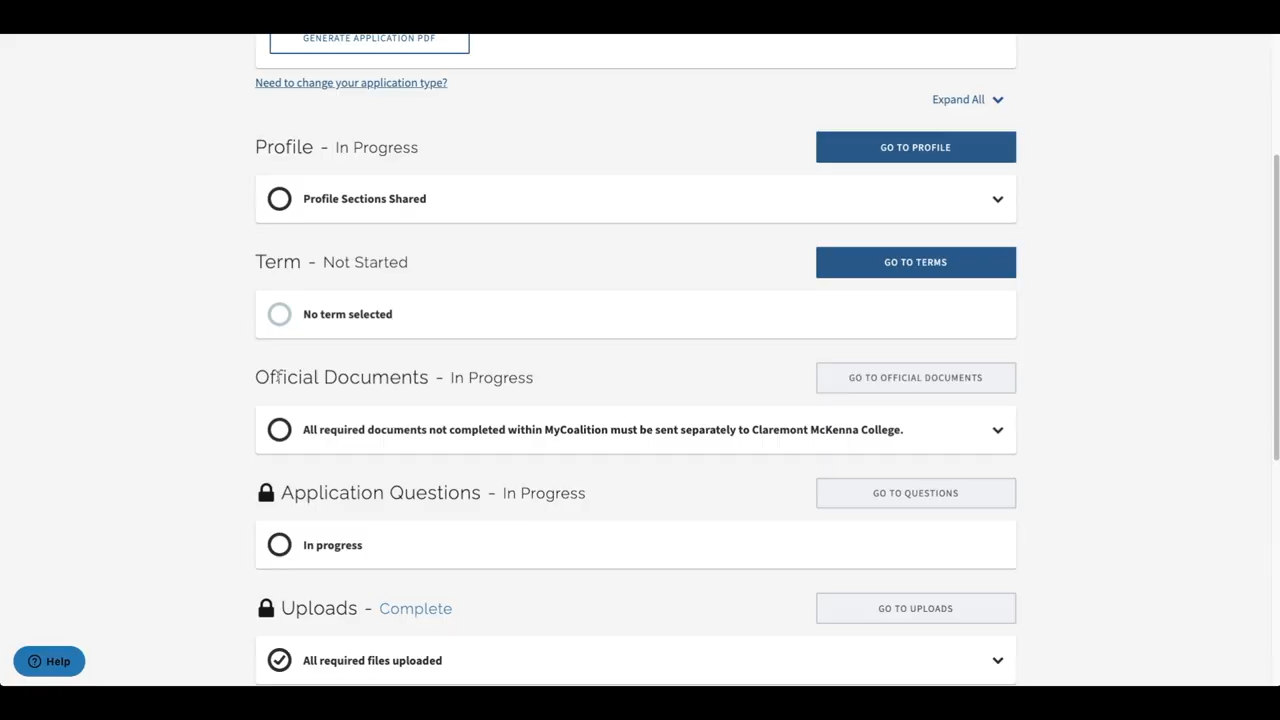 GENERATE APPLICATION PDF
Need to change your application type?
Expand All
Profile - In Progress
GO TO PROFILE
Profile Sections Shared
Term - Not Started
GO TO TERMS
No term selected
Official Documents - In Progress
GO TO OFFICIAL DOCUMENTS
All required documents not completed within MyCoalition must be sent separately to Claremont McKenna College.
Application Questions - In Progress
GO TO QUESTIONS
In progress
Uploads - Complete
GO TO UPLOADS
Help
All required files uploaded